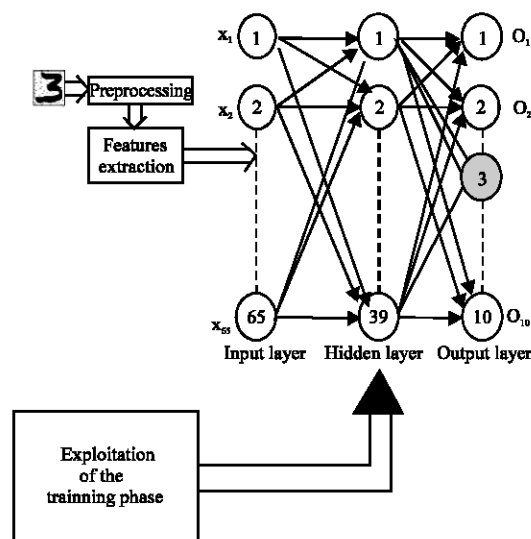 x₁ 1 1 1 O₁
3 Preprocessing
x₂ 2 2 2 O₂
Features
extraction
3
x₆₅ 65 39 10 O₁₀
Input layer Hidden layer Output layer
Exploitation
of the
trainning phase